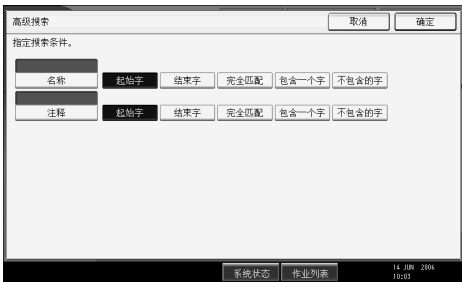 高级搜索 取消 确定
指定搜索条件。
名称 起始字 结束字 完全匹配 包含一个字 不包含的字
注释 起始字 结束字 完全匹配 包含一个字 不包含的字
系统状态 作业列表 14 JUN 2006
10:03